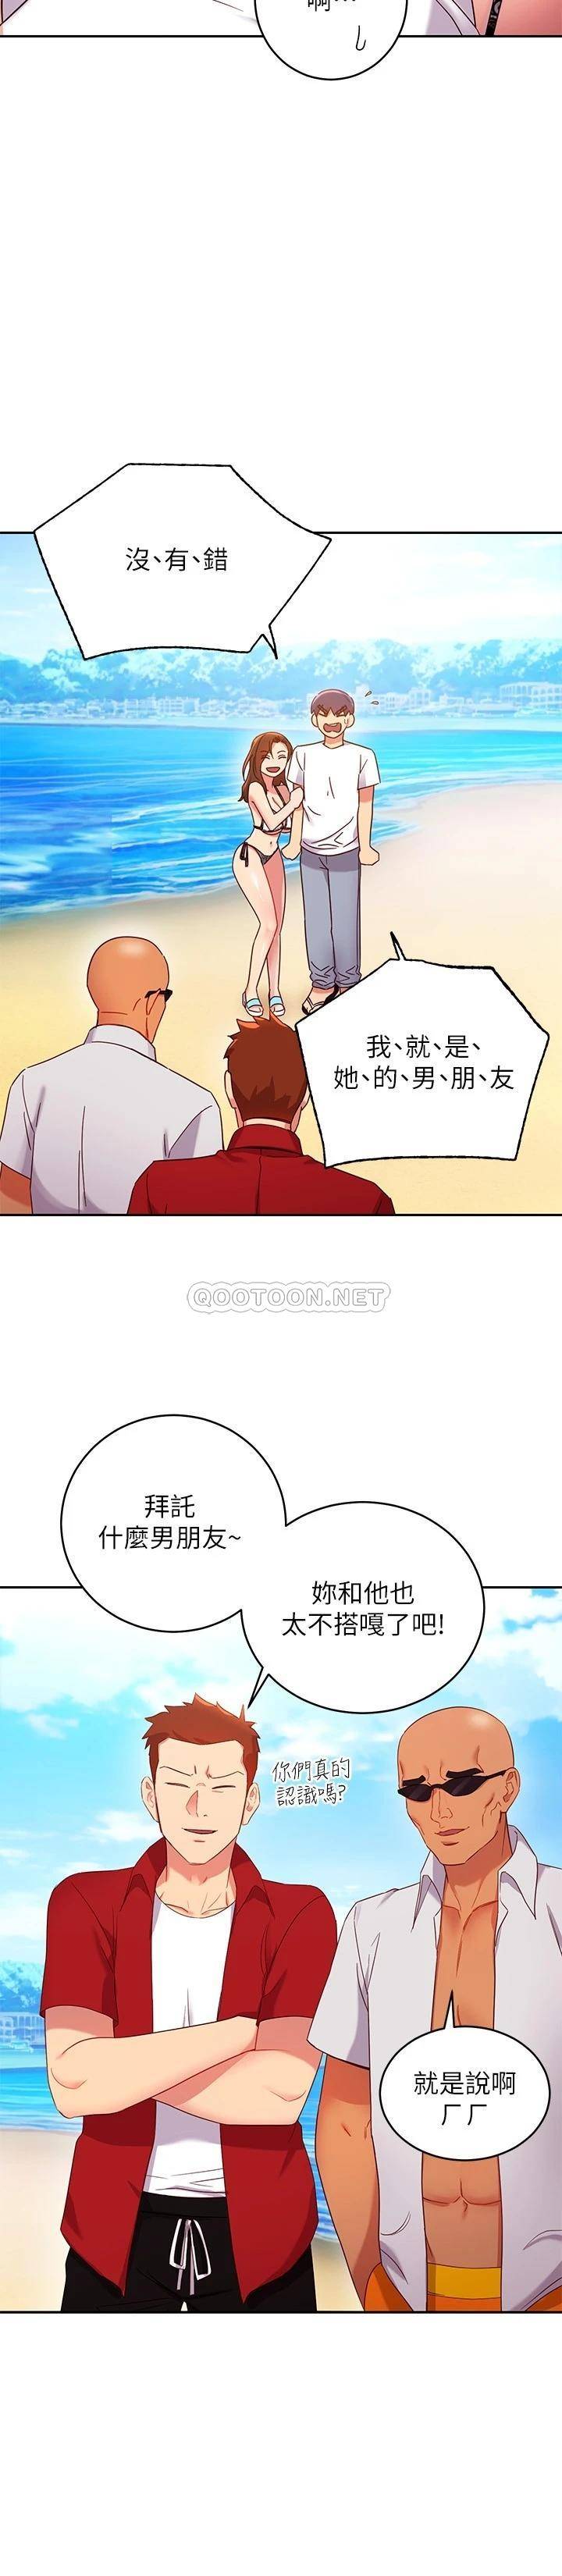 啊…
沒、有、錯
我、就、是、
她、的、男、朋、友
QOOTOON.NET
拜託
什麼男朋友~
妳和他也
太不搭嘎了吧!
你們真的
認識嗎?
就是說啊
ㄏㄏ